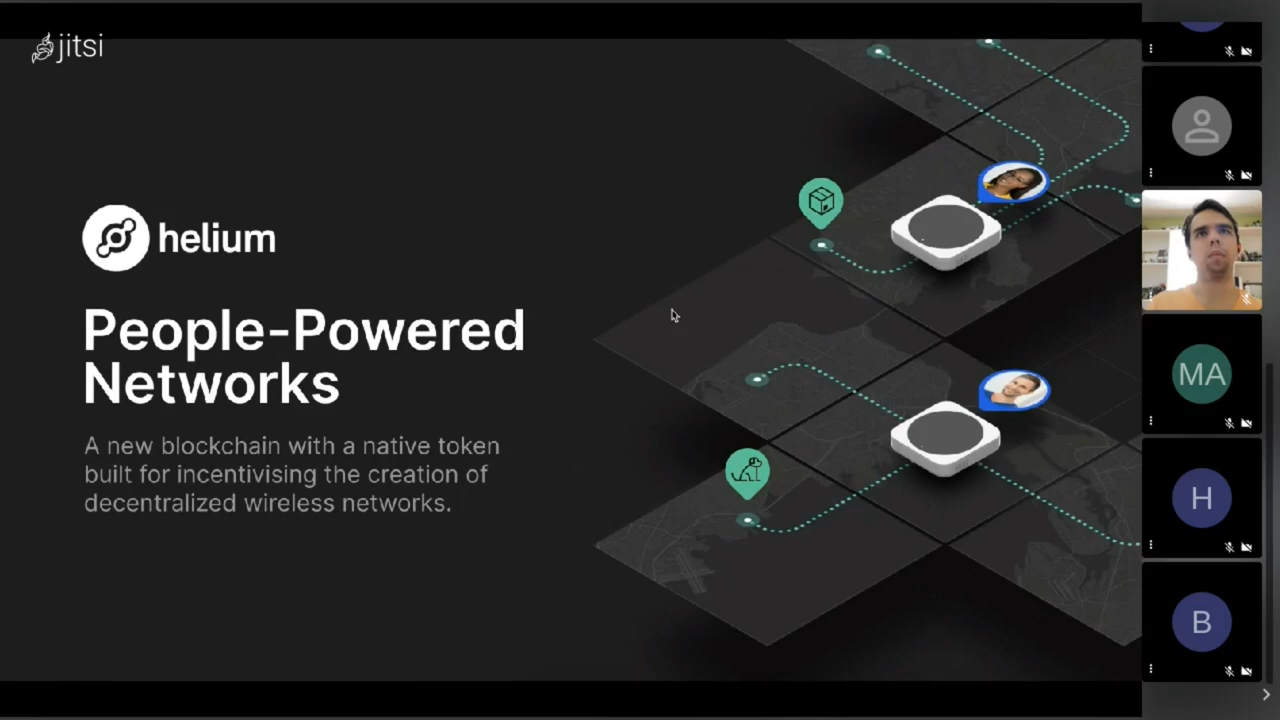 jitsi
helium
People-Powered
Networks
A new blockchain with a native token
built for incentivising the creation of
decentralized wireless networks.
MA
H
B